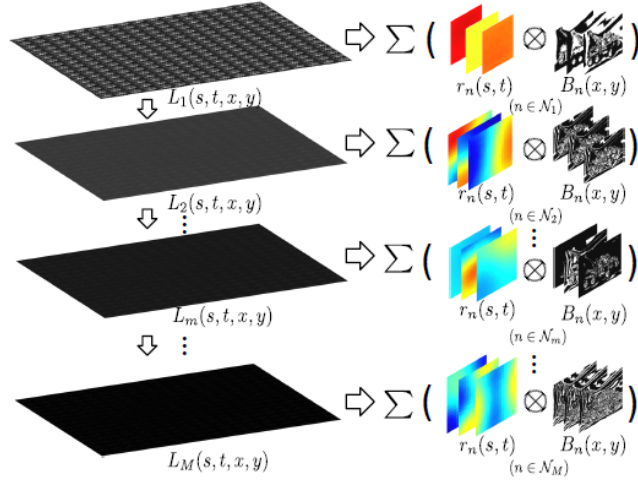 ∑ ( ⊗ )
r_n(s, t) B_n(x, y)
(n ∈ 𝒩_1)
L_1(s, t, x, y)
∑ ( ⊗ )
r_n(s, t) B_n(x, y)
(n ∈ 𝒩_2)
L_2(s, t, x, y)
⋮ ⋮
∑ ( ⊗ )
r_n(s, t) B_n(x, y)
(n ∈ 𝒩_m)
L_m(s, t, x, y)
⋮ ⋮
∑ ( ⊗ )
r_n(s, t) B_n(x, y)
(n ∈ 𝒩_M)
L_M(s, t, x, y)